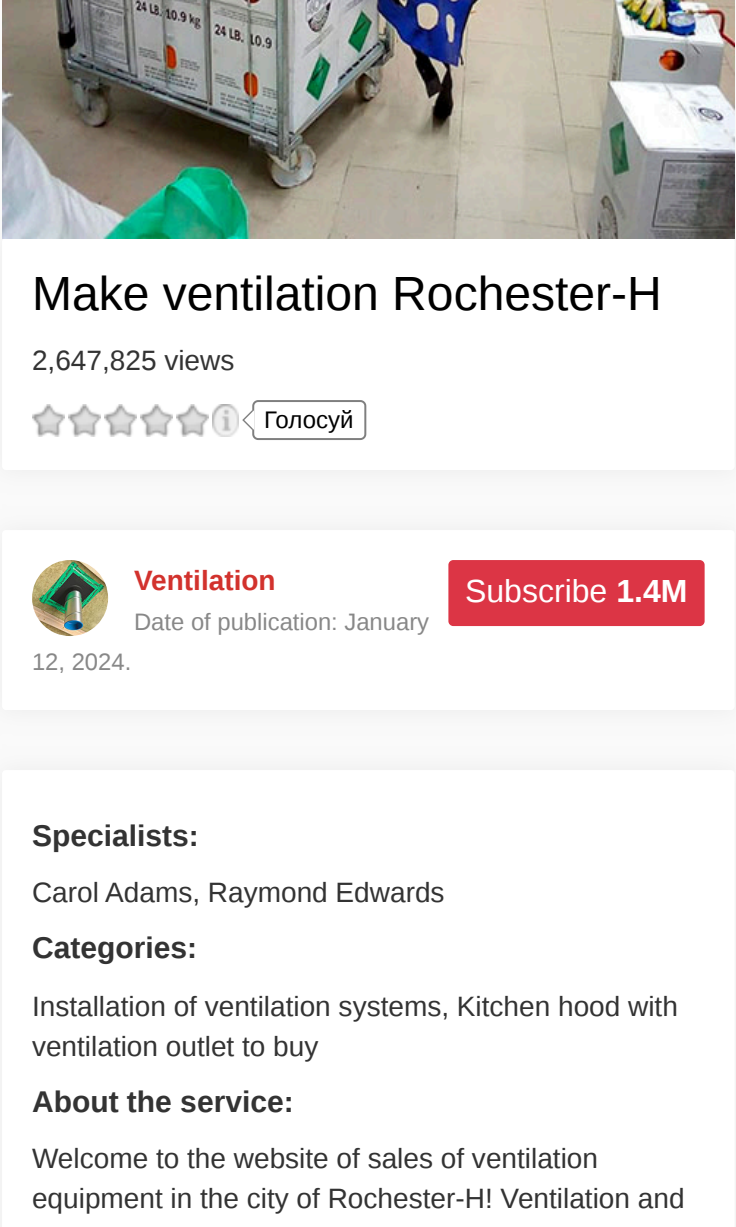 24 LB. 10.9 kg
24 LB. 10.9
Make ventilation Rochester-H
2,647,825 views
Голосуй
Ventilation
Subscribe 1.4M
Date of publication: January
12, 2024.
Specialists:
Carol Adams, Raymond Edwards
Categories:
Installation of ventilation systems, Kitchen hood with
ventilation outlet to buy
About the service:
Welcome to the website of sales of ventilation
equipment in the city of Rochester-H! Ventilation and